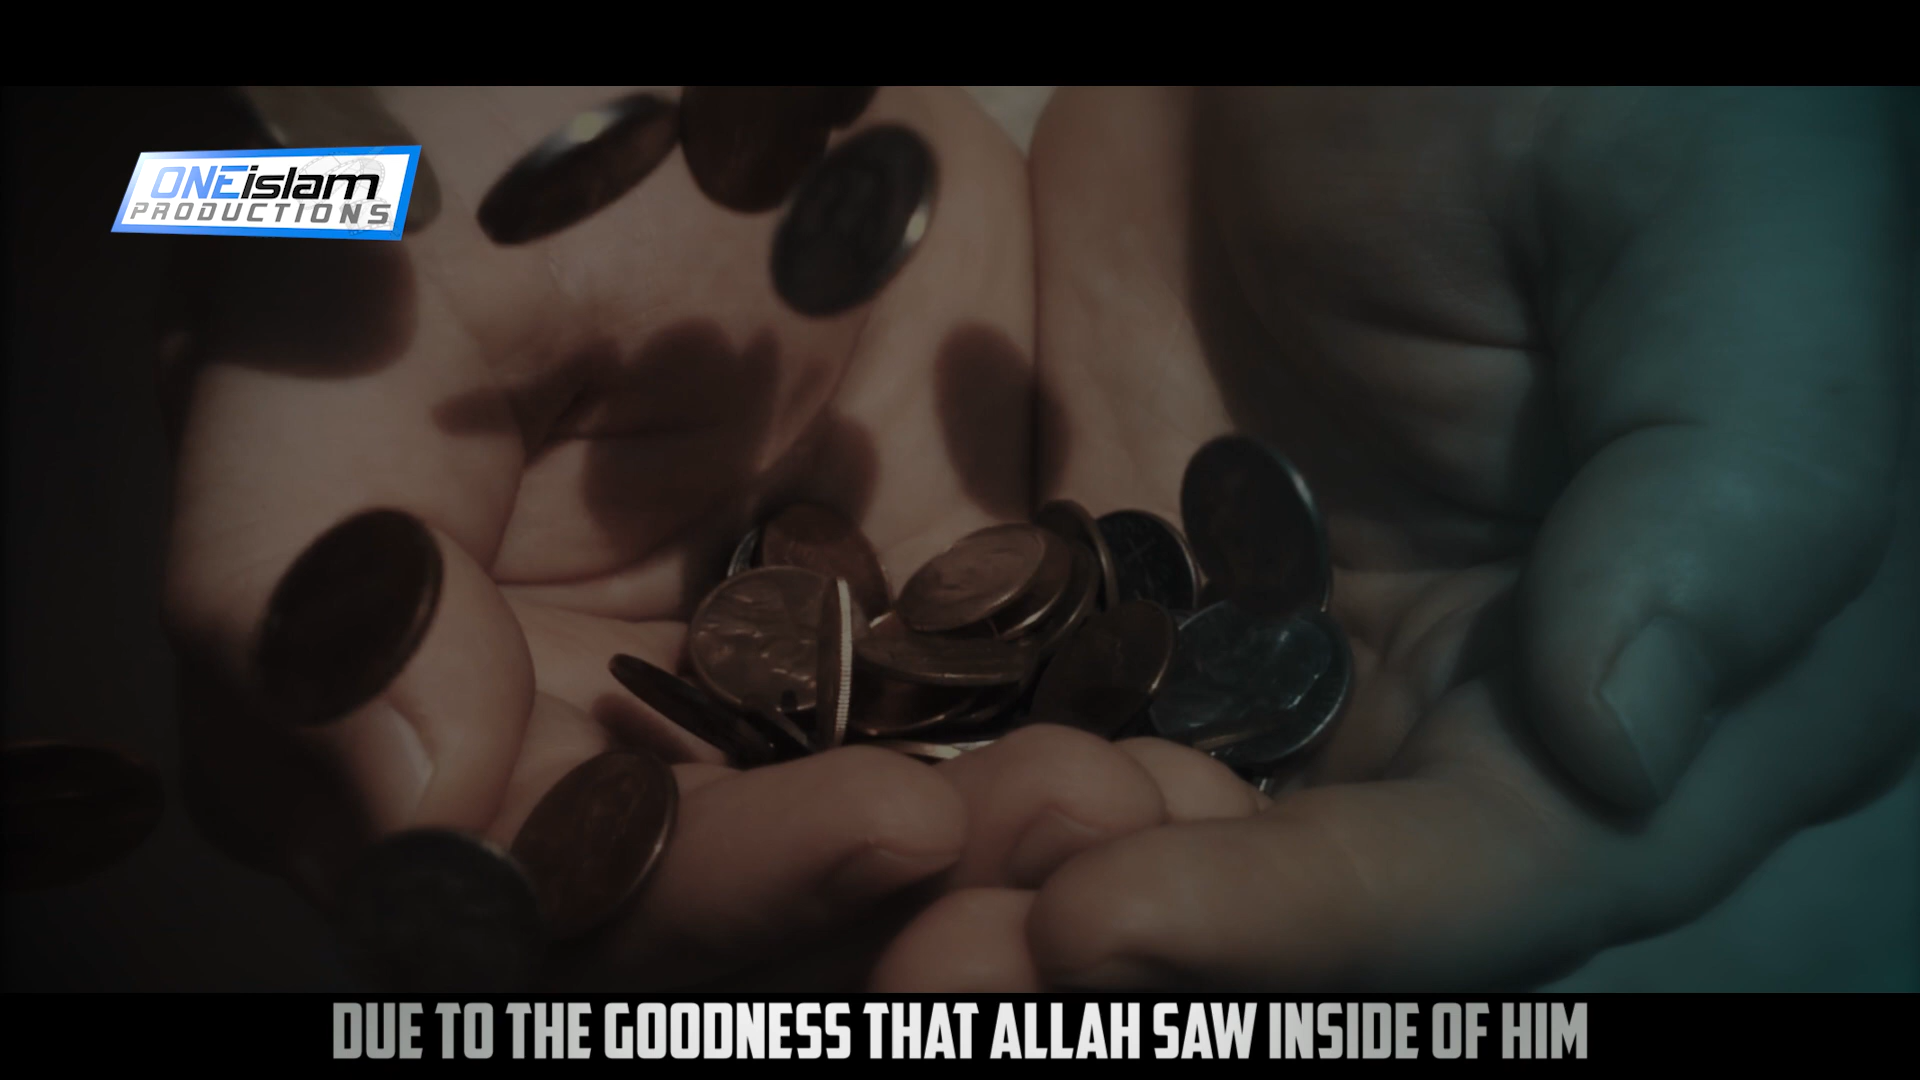 ONEislam
PRODUCTIONS
DUE TO THE GOODNESS THAT ALLAH SAW INSIDE OF HIM